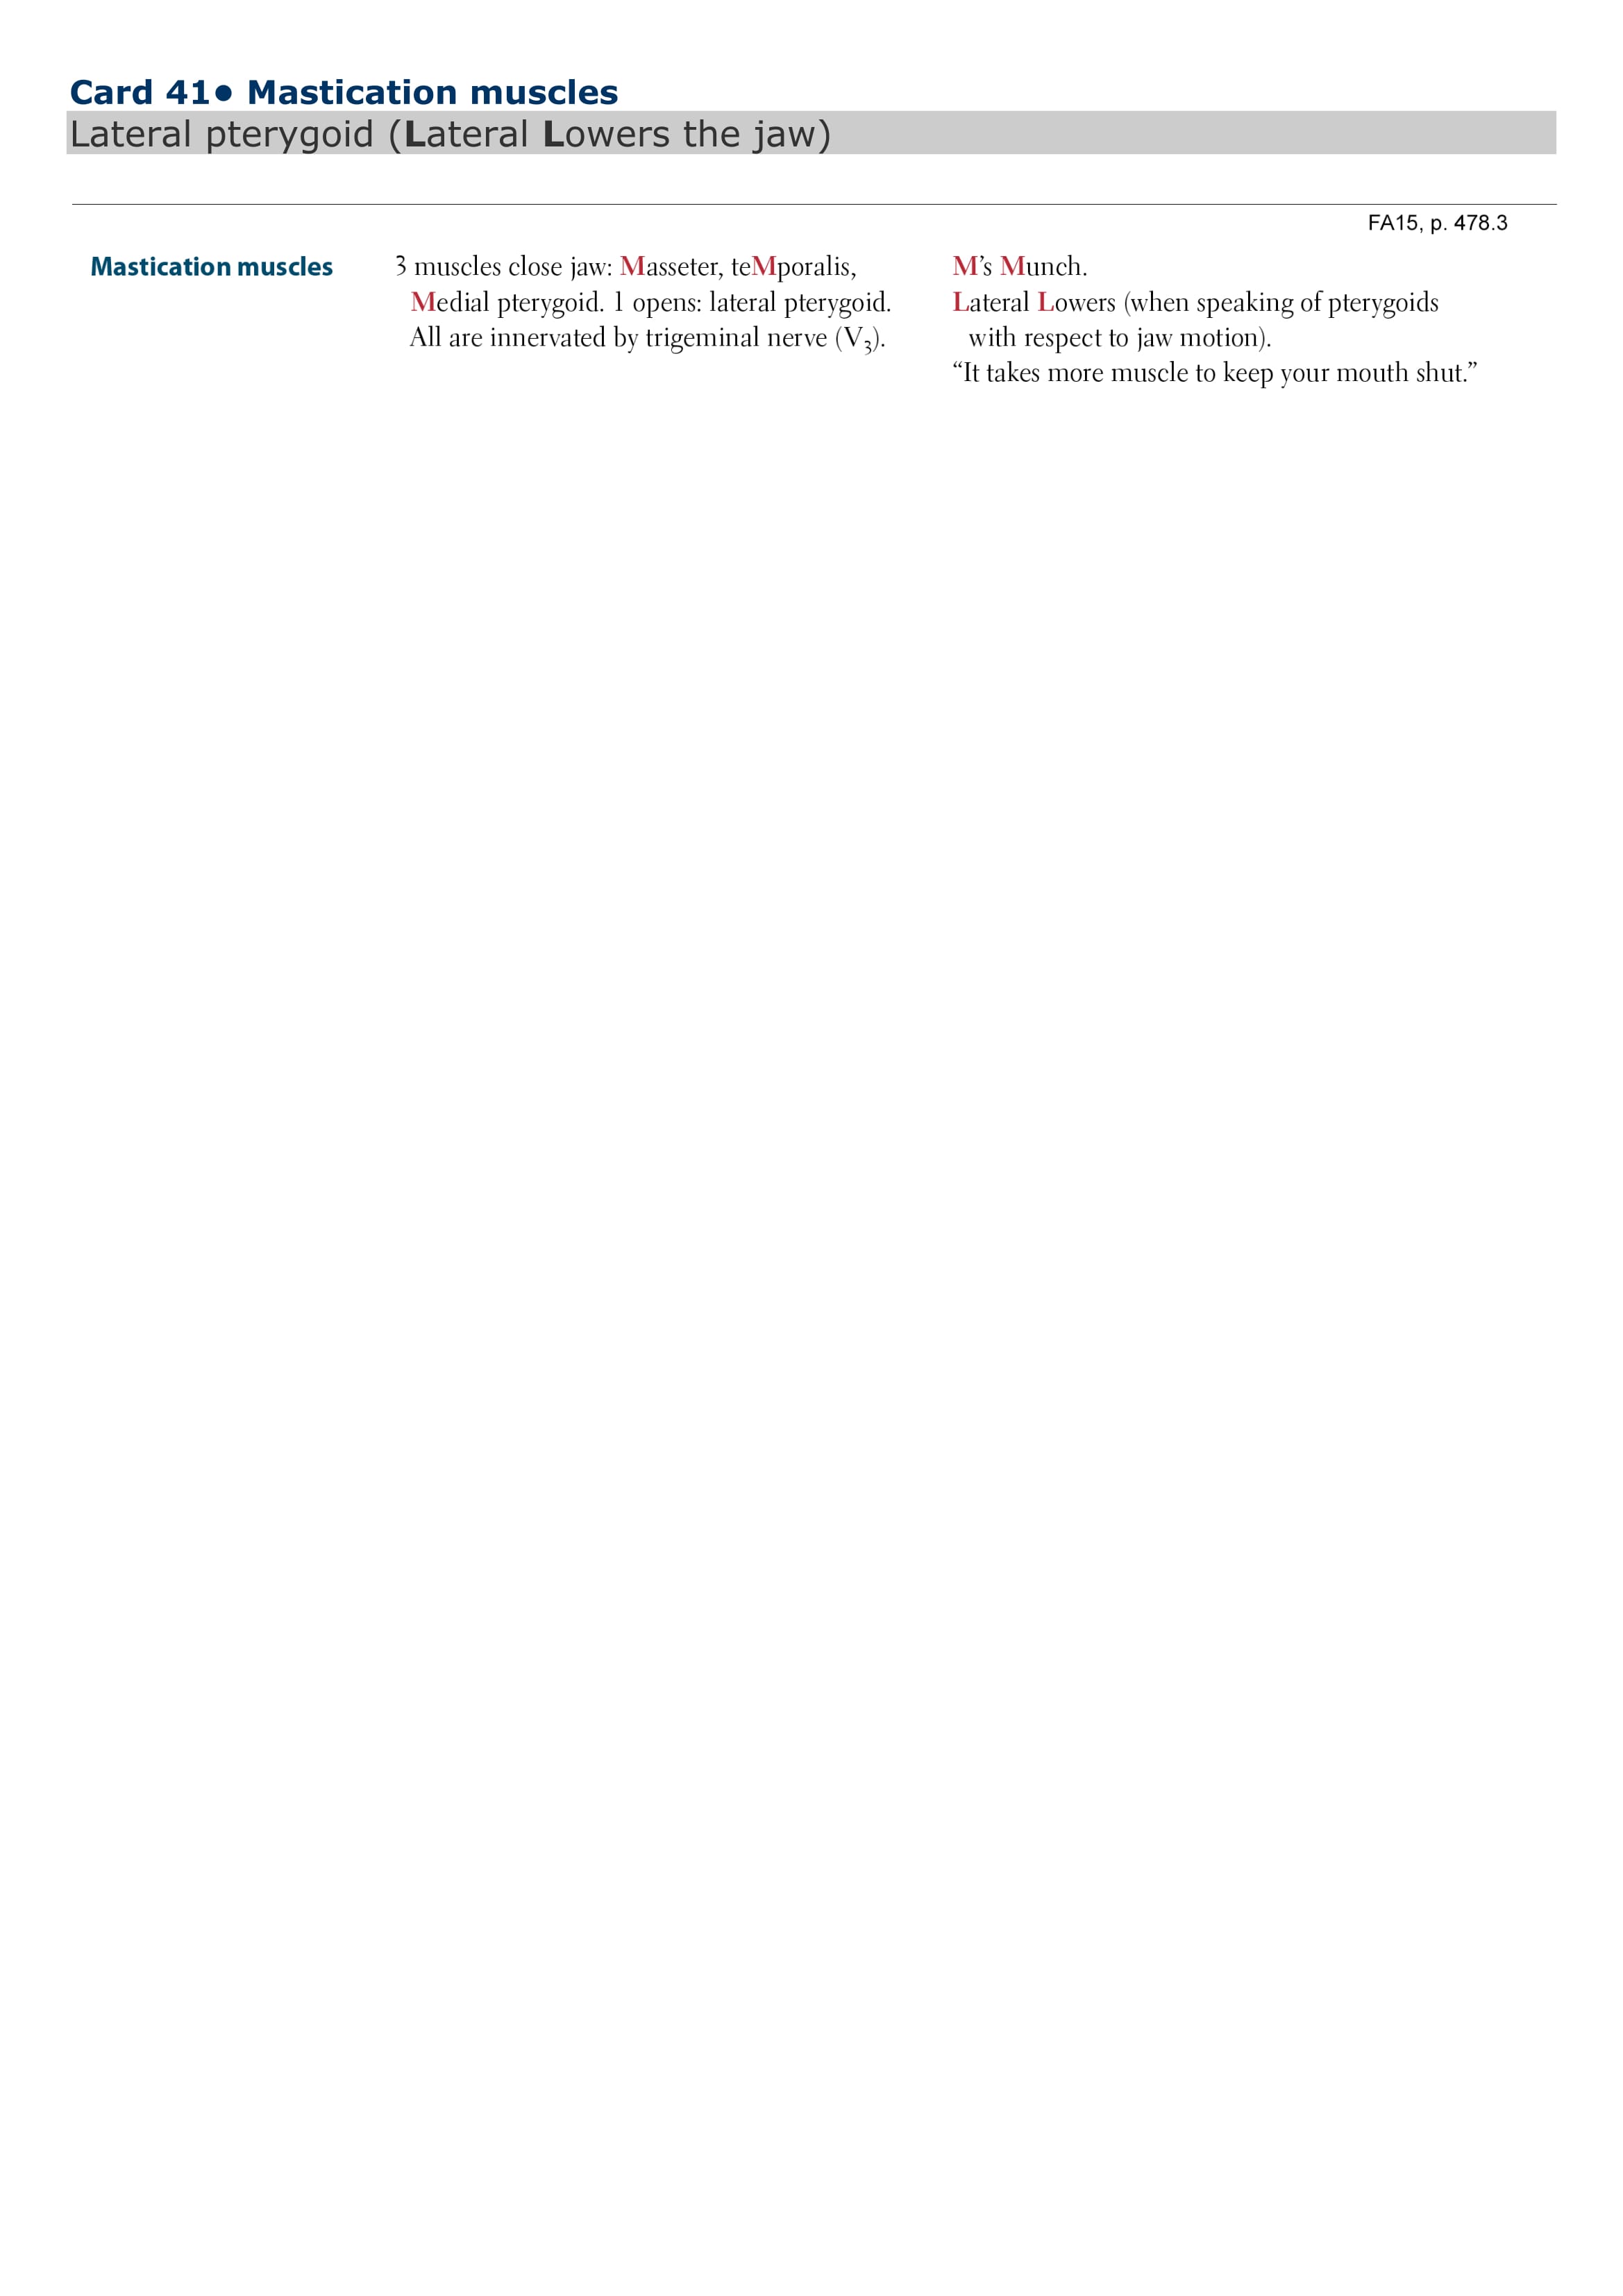 Card 41● Mastication muscles
Lateral pterygoid (Lateral Lowers the jaw)
FA15, p. 478.3
Mastication muscles
3 muscles close jaw: Masseter, teMporalis,
Medial pterygoid. 1 opens: lateral pterygoid.
All are innervated by trigeminal nerve (V₃).
M’s Munch.
Lateral Lowers (when speaking of pterygoids
with respect to jaw motion).
“It takes more muscle to keep your mouth shut.”